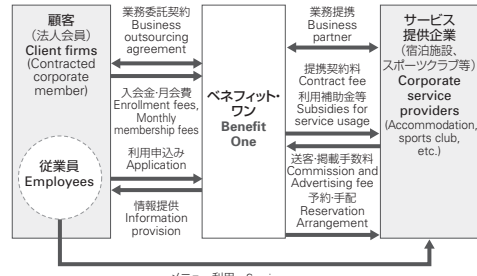 顧客
（法人会員）
Client firms
(Contracted
corporate
member)
従業員
Employees
業務委託契約
Business
outsourcing
agreement
入会金・月会費
Enrollment fees,
Monthly
membership fees
利用申込み
Application
情報提供
Information
provision
ベネフィット・
ワン
Benefit
One
業務提携
Business
partner
提携契約料
Contract fee
利用補助金等
Subsidies for
service usage
送客・掲載手数料
Commission and
Advertising fee
予約・手配
Reservation
Arrangement
サービス
提供企業
（宿泊施設、
スポーツクラブ等）
Corporate
service
providers
(Accommodation,
sports club,
etc.)